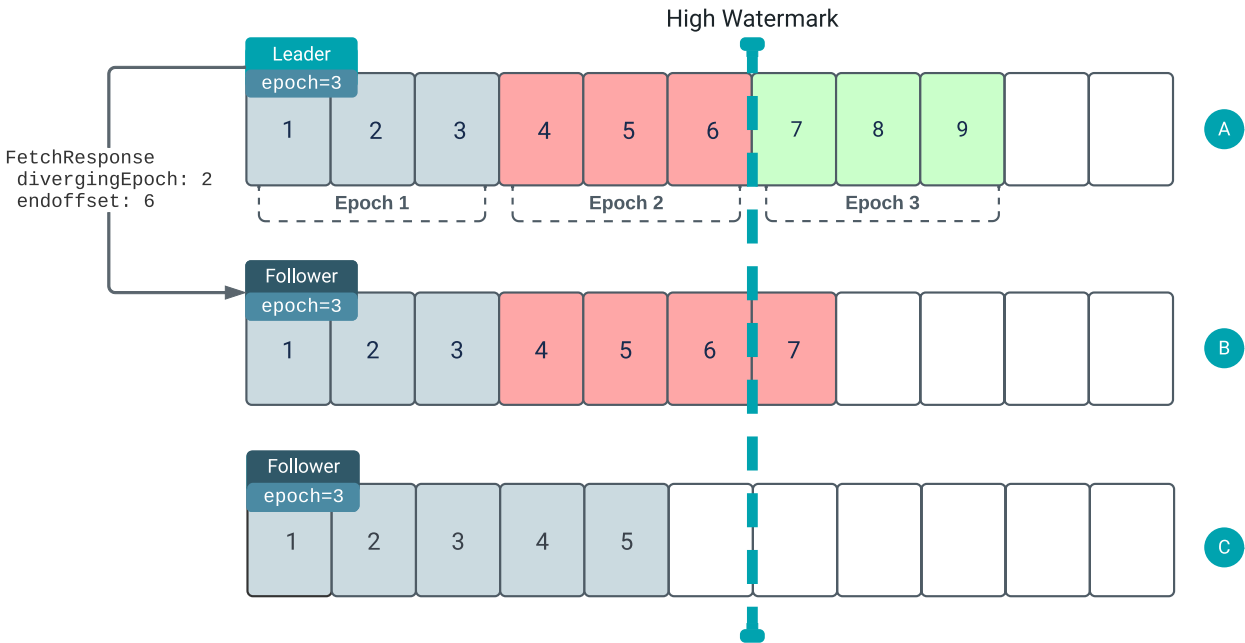 High Watermark
Leader
epoch=3
1 2 3 4 5 6 7 8 9
A
FetchResponse
divergingEpoch: 2
endoffset: 6
Epoch 1 Epoch 2 Epoch 3
Follower
epoch=3
1 2 3 4 5 6 7
B
Follower
epoch=3
1 2 3 4 5
C